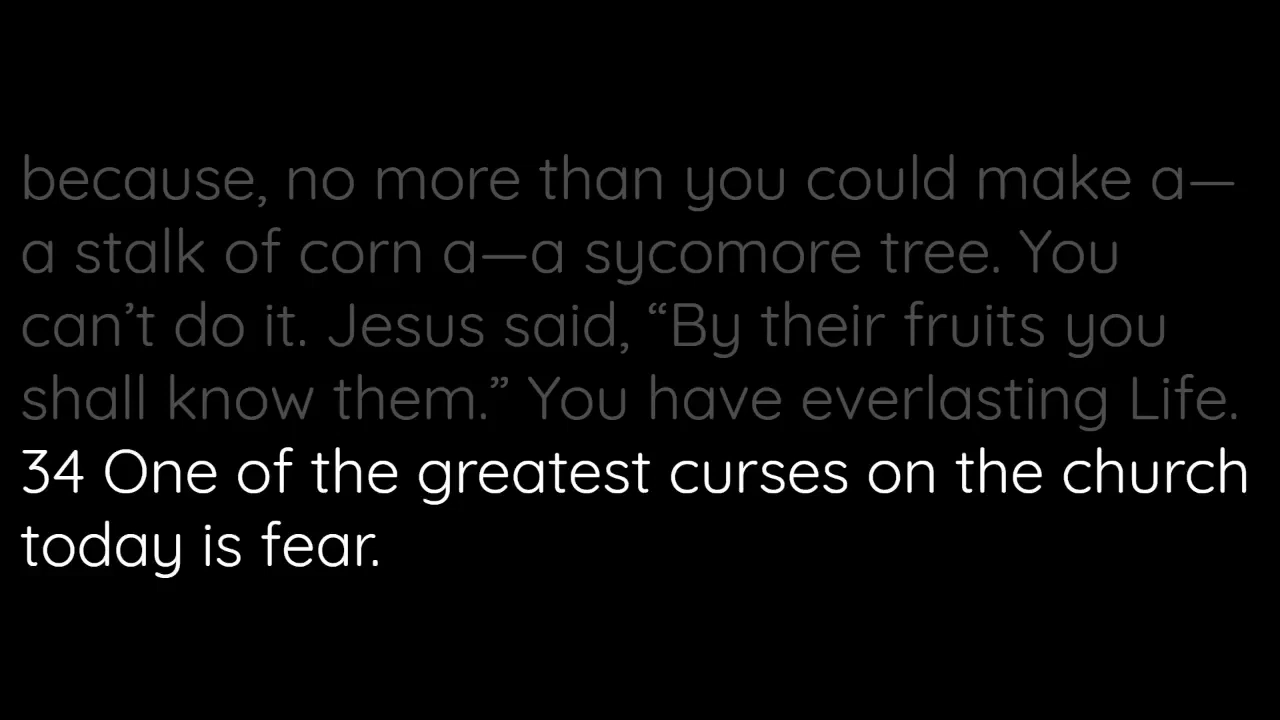 because, no more than you could make a—
a stalk of corn a—a sycomore tree. You
can’t do it. Jesus said, “By their fruits you
shall know them.” You have everlasting Life.
34 One of the greatest curses on the church
today is fear.